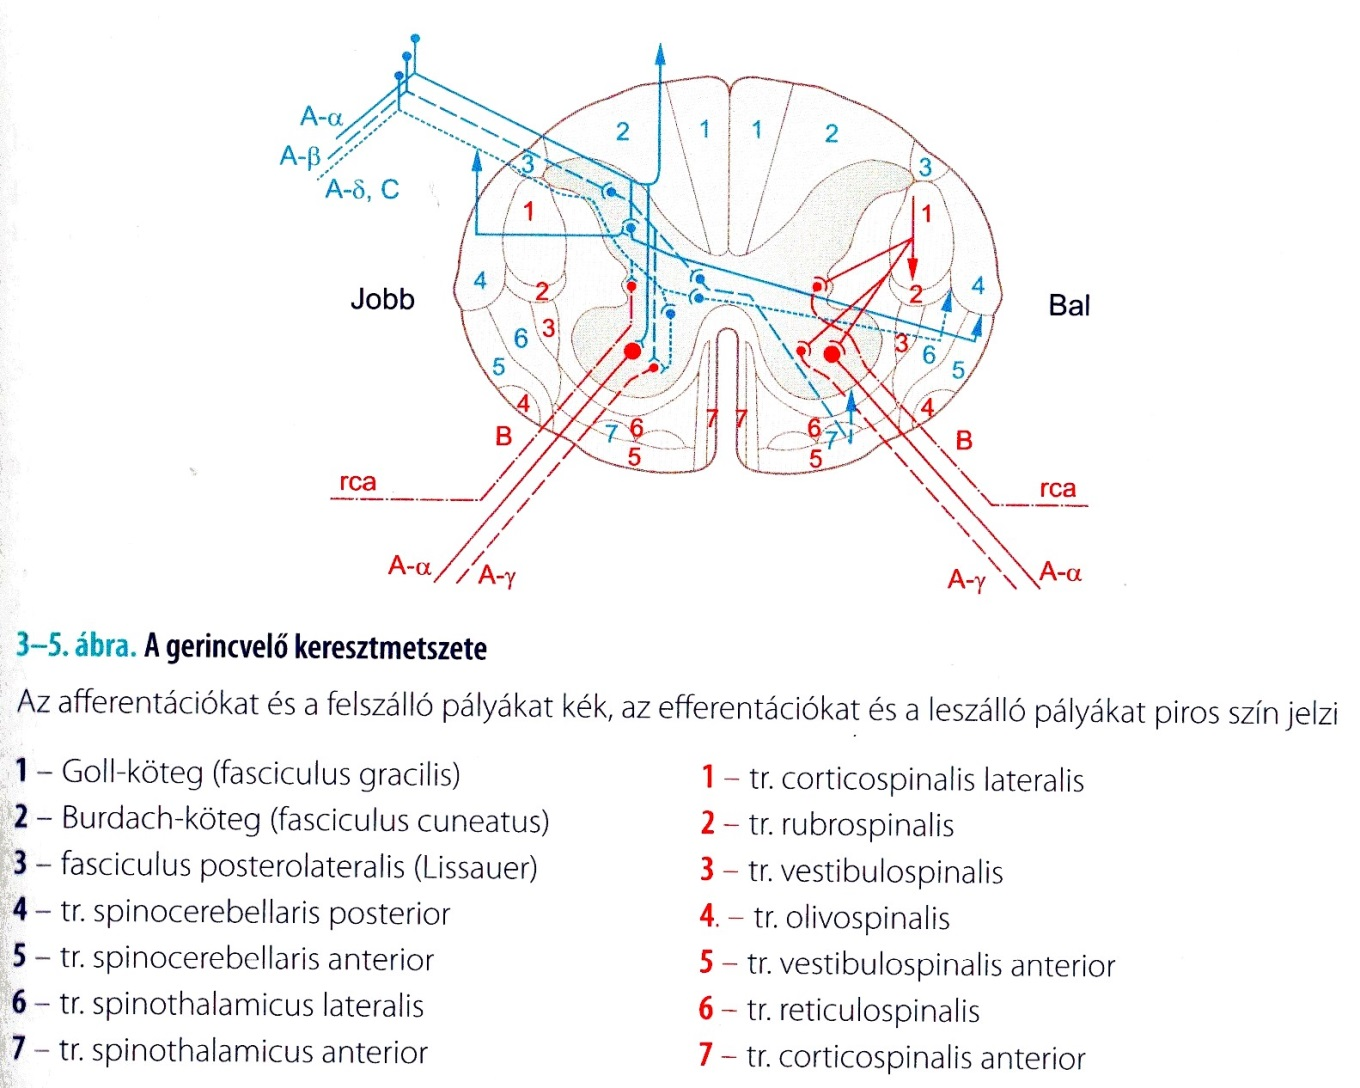 A-α
A-β
A-δ, C
2 1 1 2
3 3
1 1
4 2 2 4
Jobb Bal
6 3 3 6
5 5
4 4
B 7 6 7 7 6 7 B
5 5
rca rca
A-α A-γ A-γ A-α
3–5. ábra. A gerincvelő keresztmetszete
Az afferentációkat és a felszálló pályákat kék, az efferentációkat és a leszálló pályákat piros szín jelzi
1 – Goll-köteg (fasciculus gracilis)
2 – Burdach-köteg (fasciculus cuneatus)
3 – fasciculus posterolateralis (Lissauer)
4 – tr. spinocerebellaris posterior
5 – tr. spinocerebellaris anterior
6 – tr. spinothalamicus lateralis
7 – tr. spinothalamicus anterior
1 – tr. corticospinalis lateralis
2 – tr. rubrospinalis
3 – tr. vestibulospinalis
4. – tr. olivospinalis
5 – tr. vestibulospinalis anterior
6 – tr. reticulospinalis
7 – tr. corticospinalis anterior